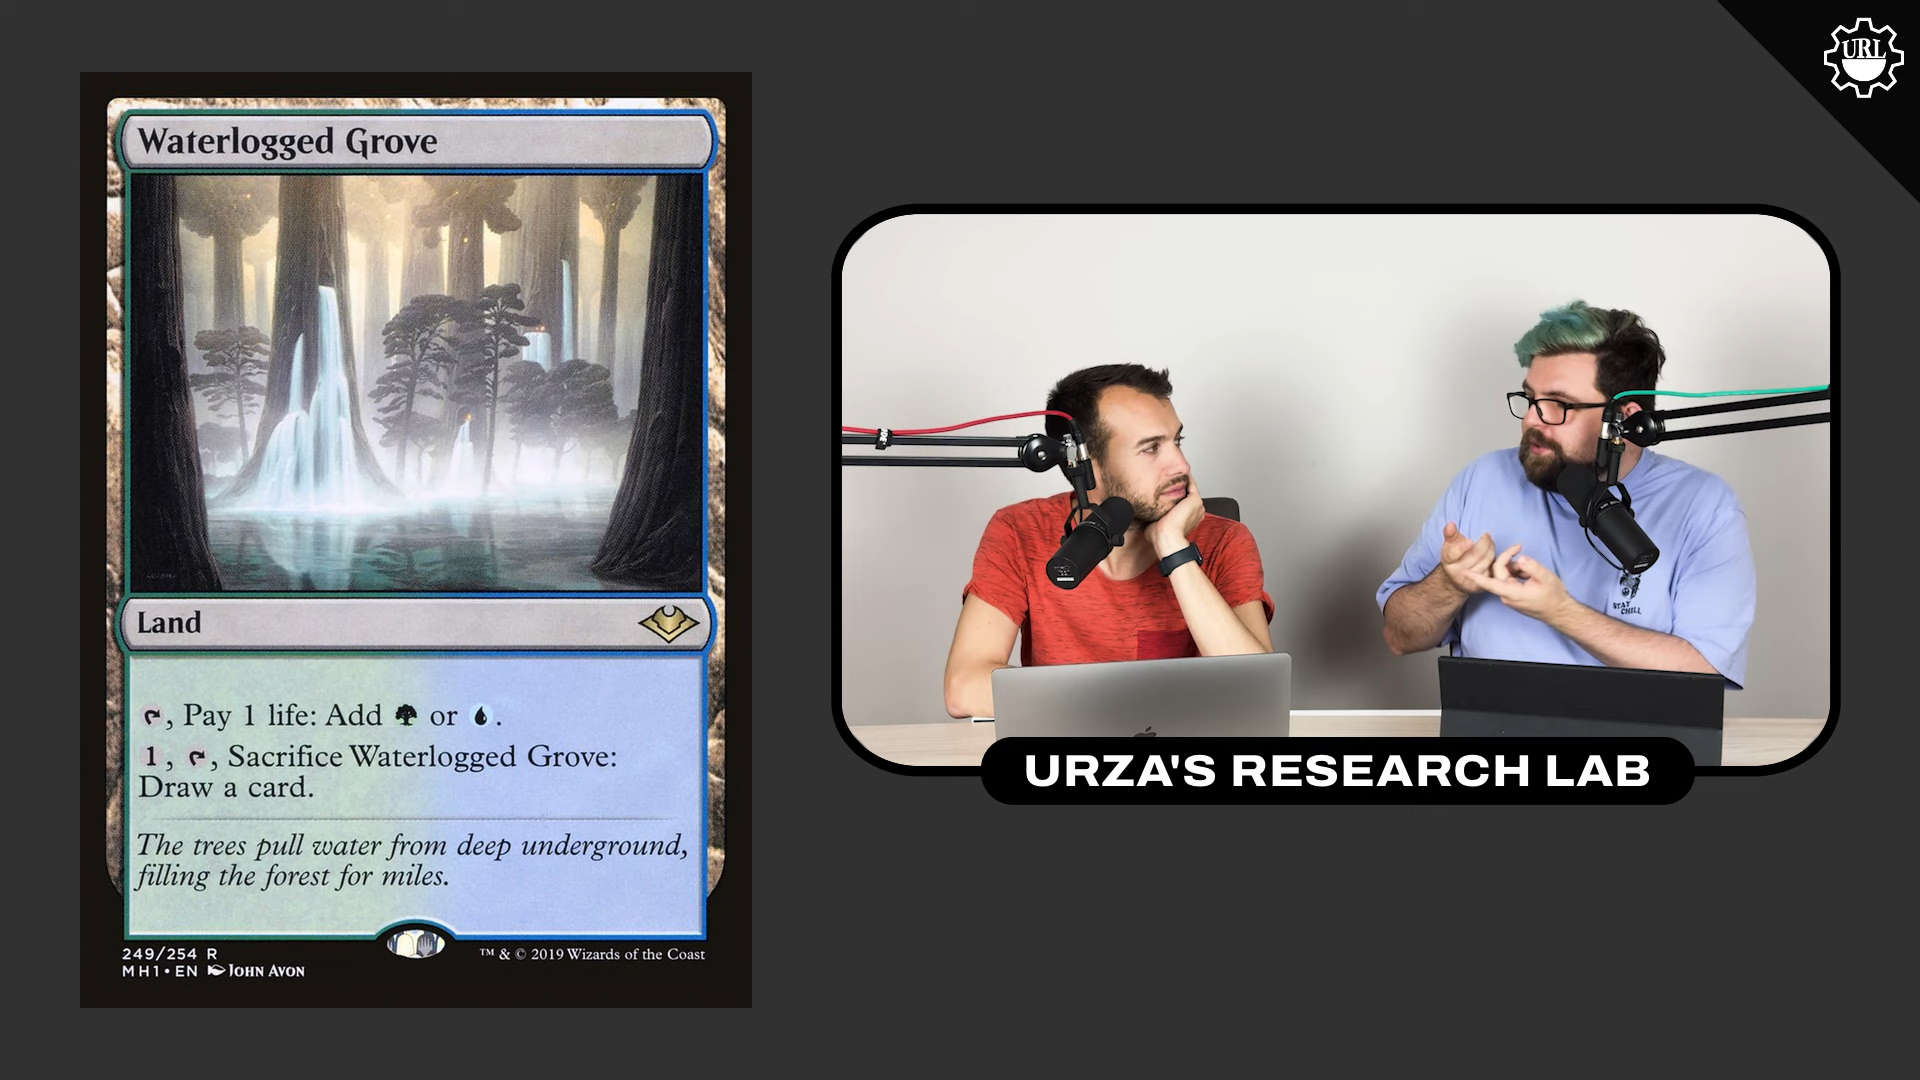 URL
Waterlogged Grove
Land
, Pay 1 life: Add or .
1, , Sacrifice Waterlogged Grove:
Draw a card.
The trees pull water from deep underground,
filling the forest for miles.
249/254 R
MH1•EN JOHN AVON
™ & © 2019 Wizards of the Coast
STAY
CHILL
URZA'S RESEARCH LAB